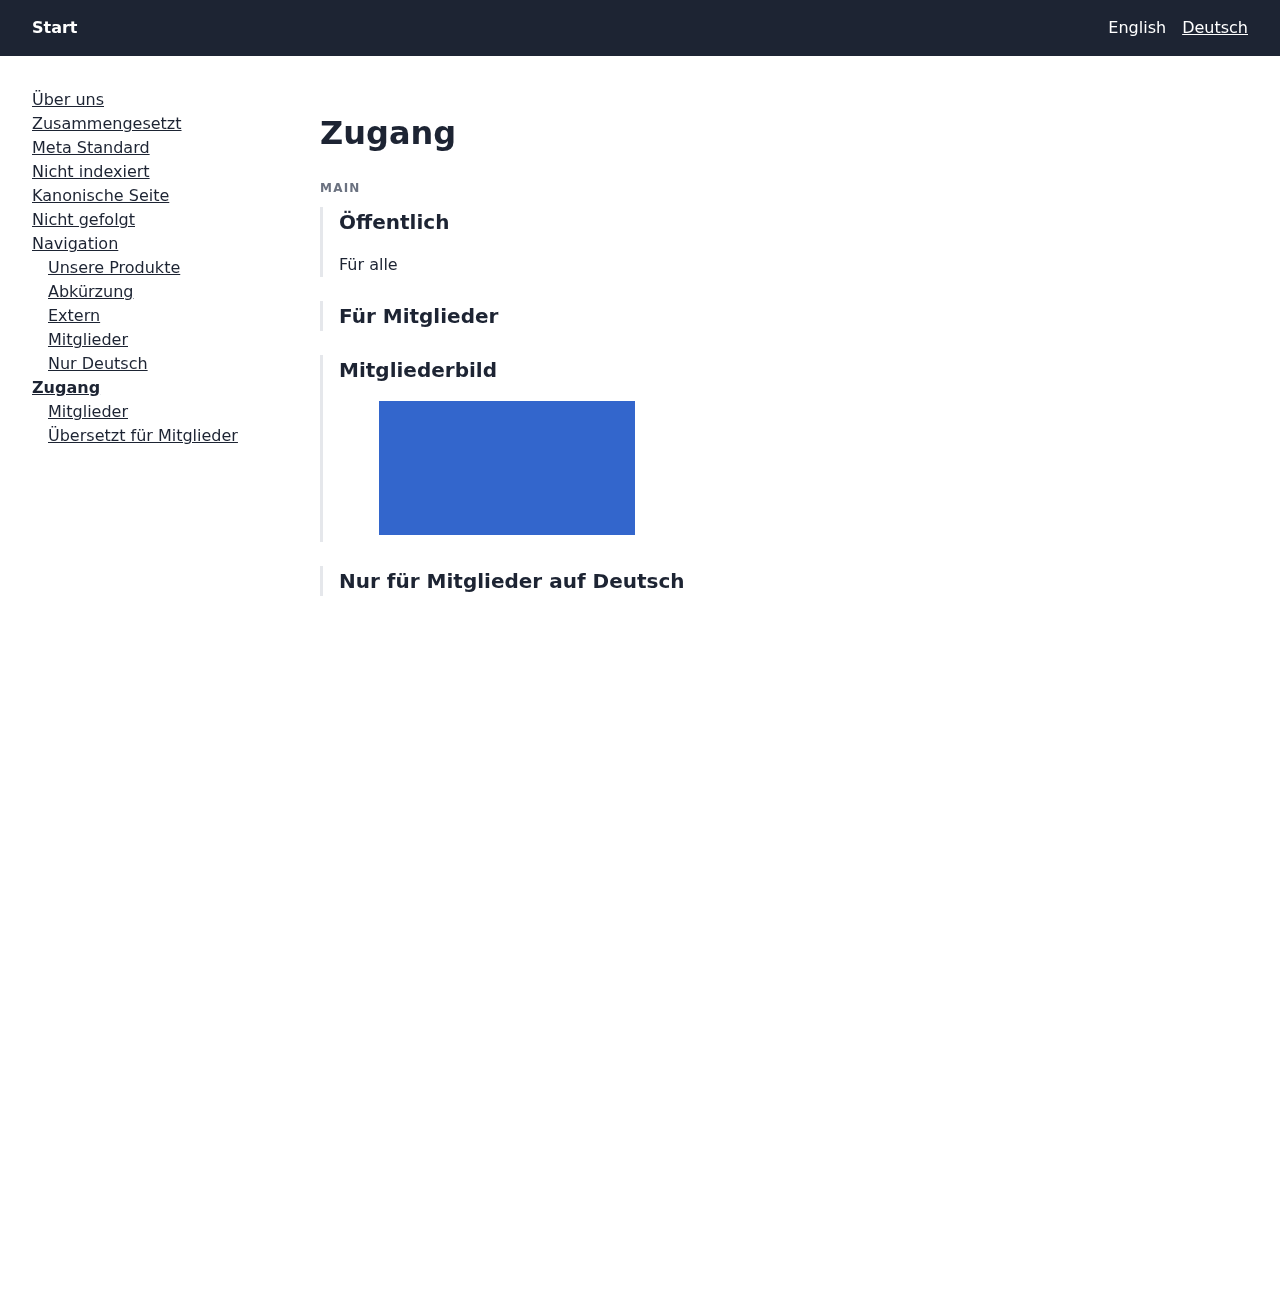 Start
English Deutsch
Über uns
Zusammengesetzt
Meta Standard
Nicht indexiert
Kanonische Seite
Nicht gefolgt
Navigation
Unsere Produkte
Abkürzung
Extern
Mitglieder
Nur Deutsch
Zugang
Mitglieder
Übersetzt für Mitglieder
Zugang
MAIN
Öffentlich
Für alle
Für Mitglieder
Mitgliederbild
Nur für Mitglieder auf Deutsch